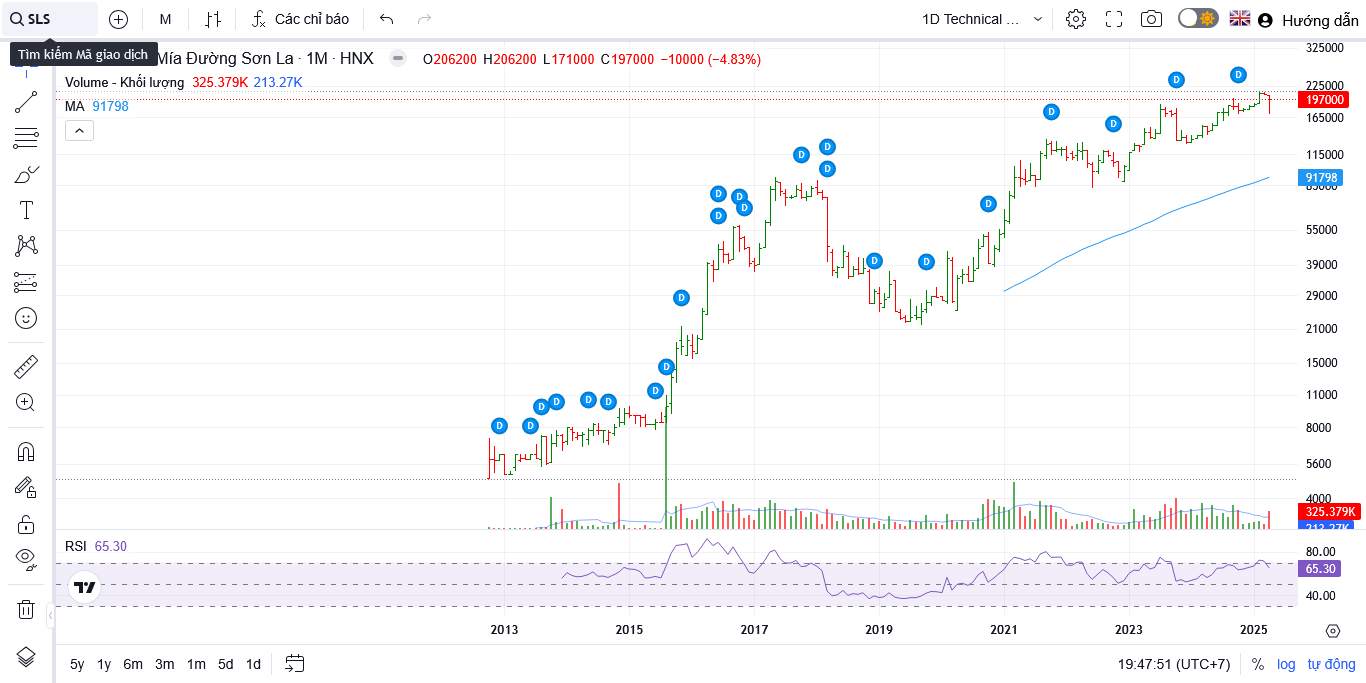 SLS M Các chỉ báo 1D Technical ... Hướng dẫn
Tìm kiếm Mã giao dịch
Mía Đường Sơn La · 1M · HNX O206200 H206200 L171000 C197000 −10000 (−4.83%)
Volume - Khối lượng 325.379K 213.27K
MA 91798
325000
225000
197000
165000
115000
91798
85000
55000
39000
29000
21000
15000
11000
8000
5600
4000
325.379K
213.27K
D D D D D D D D D D D D D D D D D D D D D D D D
RSI 65.30
80.00
65.30
40.00
2013 2015 2017 2019 2021 2023 2025
5y 1y 6m 3m 1m 5d 1d 19:47:51 (UTC+7) % log tự động